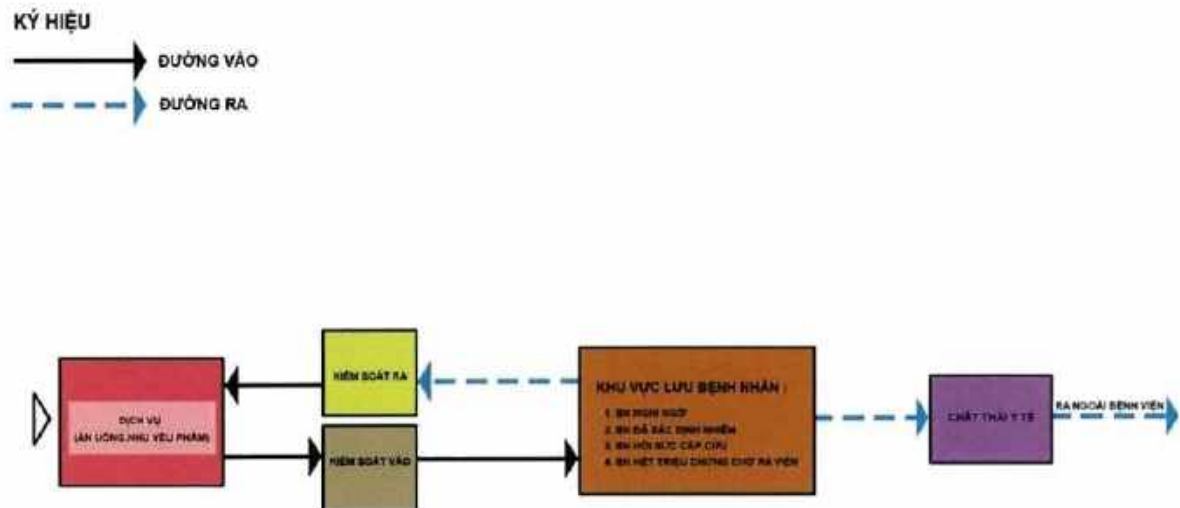 KÝ HIỆU
ĐƯỜNG VÀO
ĐƯỜNG RA
KIỂM SOÁT RA
DỊCH VỤ
(ĂN UỐNG,NHU YẾU PHẨM)
KIỂM SOÁT VÀO
KHU VỰC LƯU BỆNH NHÂN :
1. BN NGHI NGỜ
2. BN ĐÃ XÁC ĐỊNH NHIỄM
3. BN HỒI SỨC CẤP CỨU
4. BN HẾT TRIỆU CHỨNG CHỜ RA VIỆN
CHẤT THẢI Y TẾ
RA NGOÀI BỆNH VIỆN